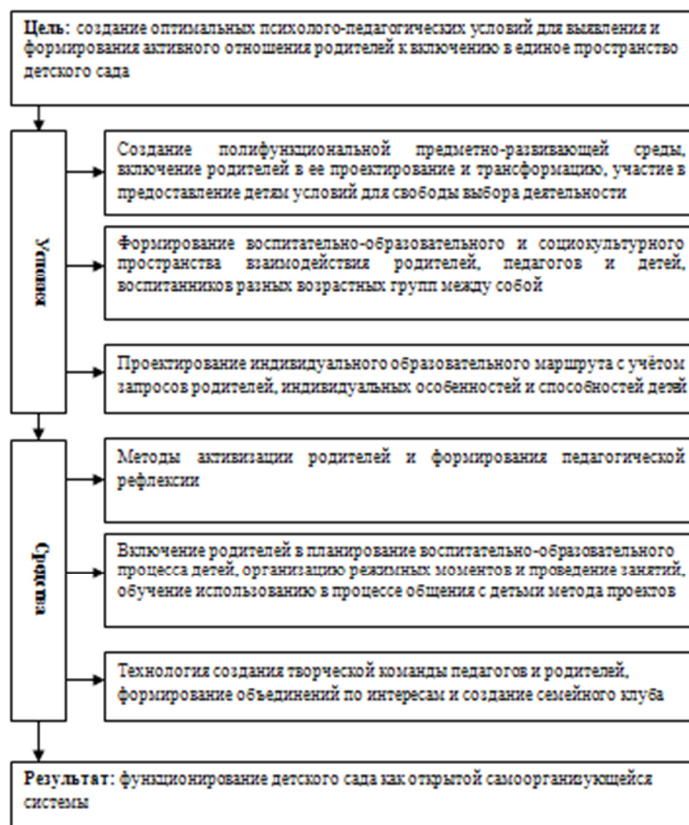 Цель: создание оптимальных психолого-педагогических условий для выявления и
формирования активного отношения родителей к включению в единое пространство
детского сада
Условия
Создание полифункциональной предметно-развивающей среды,
включение родителей в ее проектирование и трансформацию, участие в
предоставление детям условий для свободы выбора деятельности
Формирование воспитательно-образовательного и социокультурного
пространства взаимодействия родителей, педагогов и детей,
воспитанников разных возрастных групп между собой
Проектирование индивидуального образовательного маршрута с учётом
запросов родителей, индивидуальных особенностей и способностей детей
Средства
Методы активизации родителей и формирования педагогической
рефлексии
Включение родителей в планирование воспитательно-образовательного
процесса детей, организацию режимных моментов и проведение занятий,
обучение использованию в процессе общения с детьми метода проектов
Технология создания творческой команды педагогов и родителей,
формирование объединений по интересам и создание семейного клуба
Результат: функционирование детского сада как открытой самоорганизующейся
системы